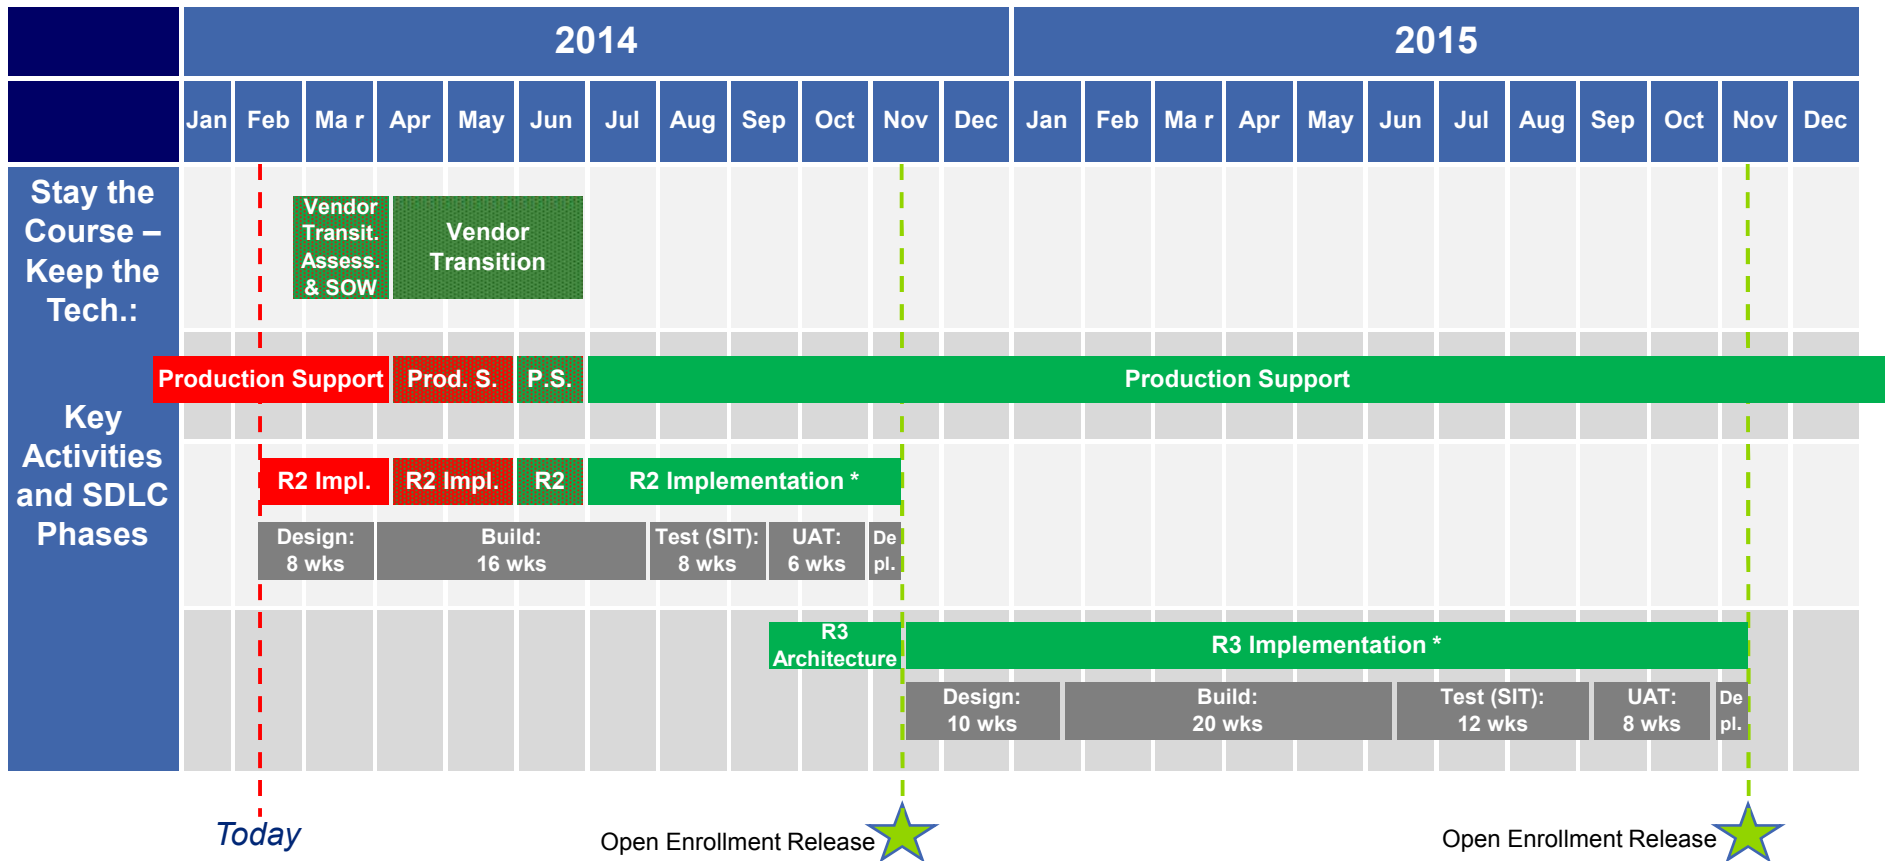 2014
2015
Jan Feb Ma r Apr May Jun Jul Aug Sep Oct Nov Dec Jan Feb Ma r Apr May Jun Jul Aug Sep Oct Nov Dec
Stay the
Course –
Keep the
Tech.:
Vendor
Transit.
Assess.
& SOW
Vendor
Transition
Key
Activities
and SDLC
Phases
Production Support
Prod. S.
P.S.
Production Support
R2 Impl.
R2 Impl.
R2
R2 Implementation *
Design:
8 wks
Build:
16 wks
Test (SIT):
8 wks
UAT:
6 wks
De
pl.
R3
Architecture
R3 Implementation *
Design:
10 wks
Build:
20 wks
Test (SIT):
12 wks
UAT:
8 wks
De
pl.
Today
Open Enrollment Release
Open Enrollment Release